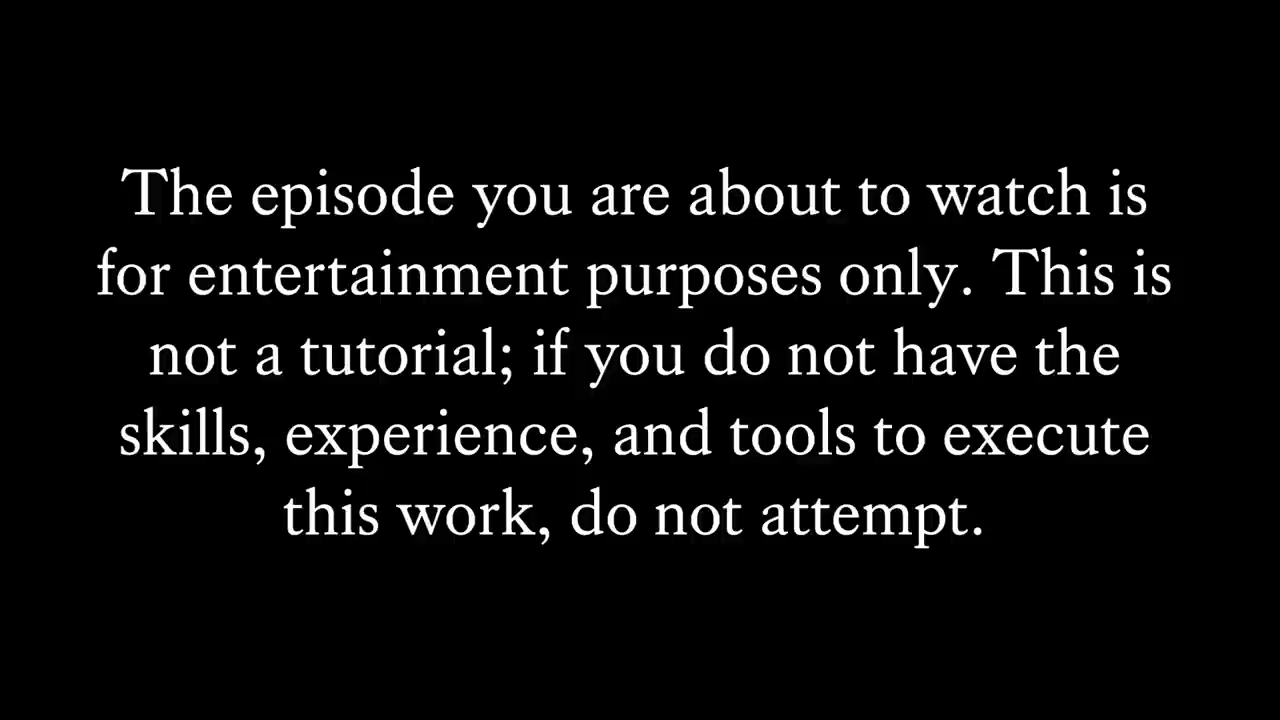 The episode you are about to watch is
for entertainment purposes only. This is
not a tutorial; if you do not have the
skills, experience, and tools to execute
this work, do not attempt.